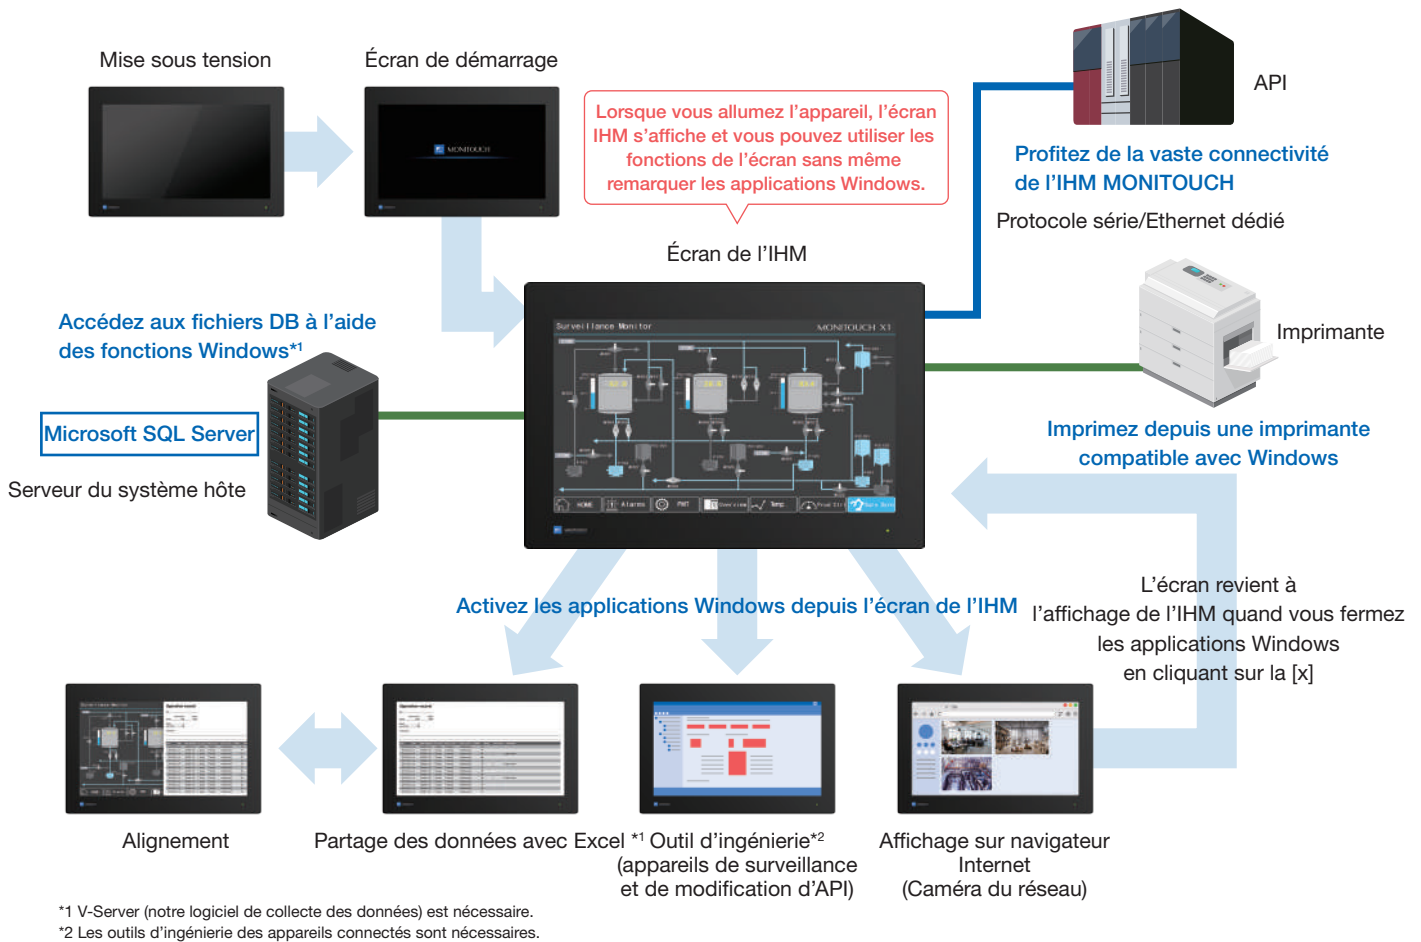 Mise sous tension
Écran de démarrage
MONITOUCH
Lorsque vous allumez l’appareil, l’écran
IHM s’affiche et vous pouvez utiliser les
fonctions de l’écran sans même
remarquer les applications Windows.
API
Profitez de la vaste connectivité
de l’IHM MONITOUCH
Protocole série/Ethernet dédié
Écran de l’IHM
Surveillance Monitor
MONITOUCH X1
HOME
Alarms
Overview
Temp.
Imprimante
Imprimez depuis une imprimante
compatible avec Windows
Accédez aux fichiers DB à l’aide
des fonctions Windows*1
Microsoft SQL Server
Serveur du système hôte
Activez les applications Windows depuis l’écran de l’IHM
L’écran revient à
l’affichage de l’IHM quand vous fermez
les applications Windows
en cliquant sur la [x]
Alignement
Partage des données avec Excel *1
Outil d’ingénierie*2
(appareils de surveillance
et de modification d’API)
Affichage sur navigateur
Internet
(Caméra du réseau)
*1 V-Server (notre logiciel de collecte des données) est nécessaire.
*2 Les outils d’ingénierie des appareils connectés sont nécessaires.